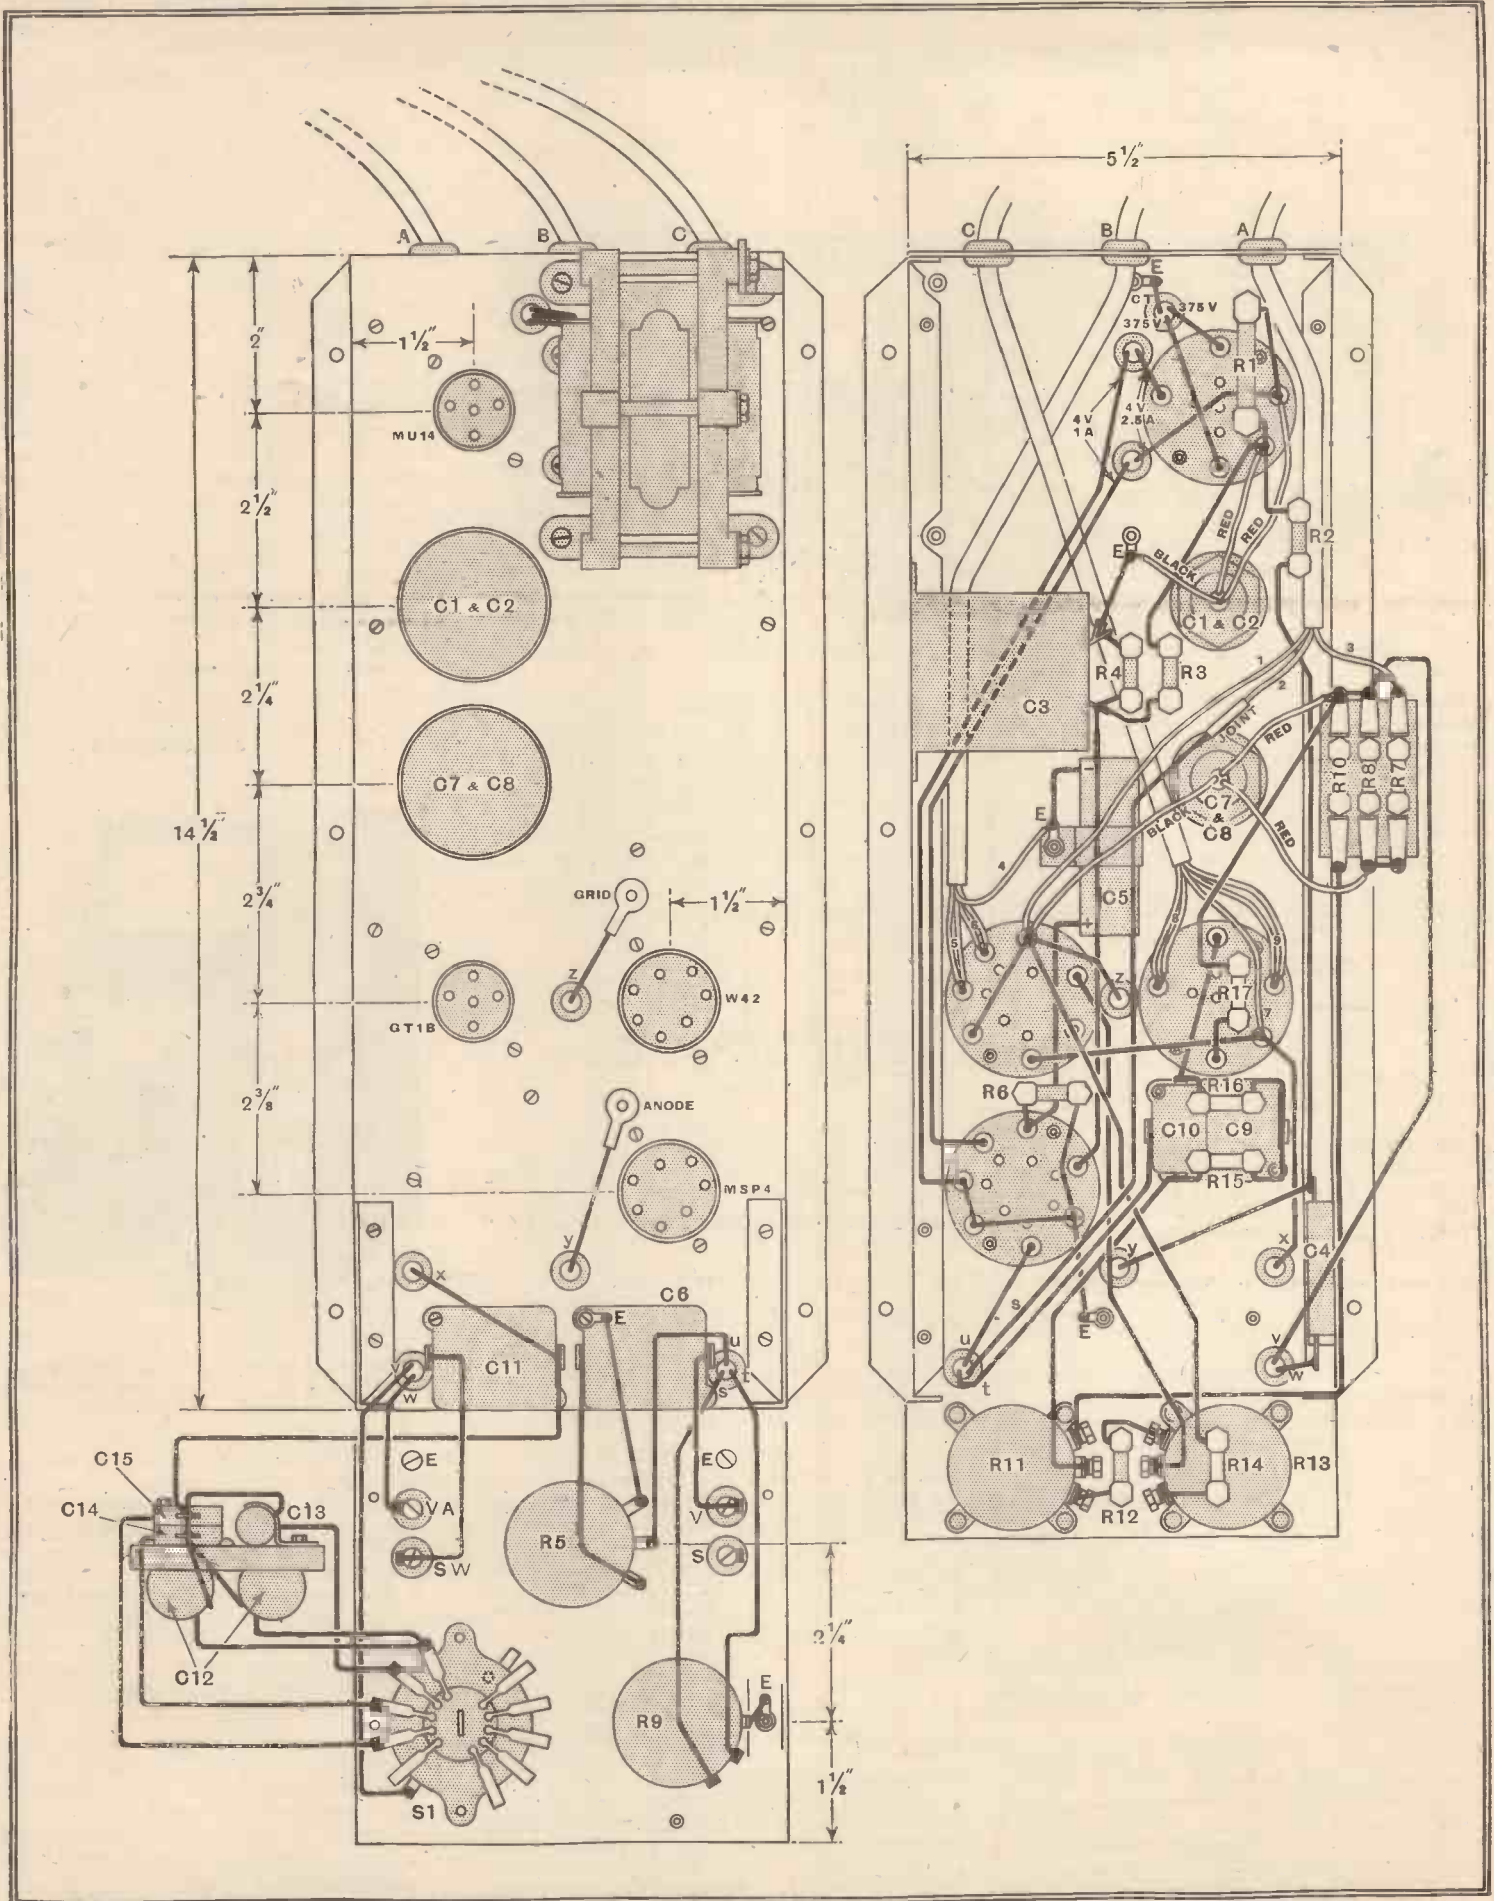 A
B
C
2"
1½"
MU14
2½"
C1 & C2
2¼"
C7 & C8
14½"
2¾"
GRID
1½"
Z
W42
GT1B
2⅜"
ANODE
MSP4
y
x
C6
E
C11
u
v
t
w
s
C15
E
E
C14
C13
VA
V
R5
SW
S
2¼"
C12
E
R9
1½"
S1
5½"
C
B
A
E
CT
375V
375V
R1
4V
1A
4V
2.5A
RED
RED
R2
E
BLACK
C1 & C2
1
3
2
R4
R3
C3
JOINT
RED
R10
R8
R7
-
C7
&
C8
E
BLACK
RED
4
C5
+
5
6
8
9
Z
R17
7
R6
R16
C10
C9
R15
y
x
C4
s
E
u
v
t
w
R11
R14
R13
R12